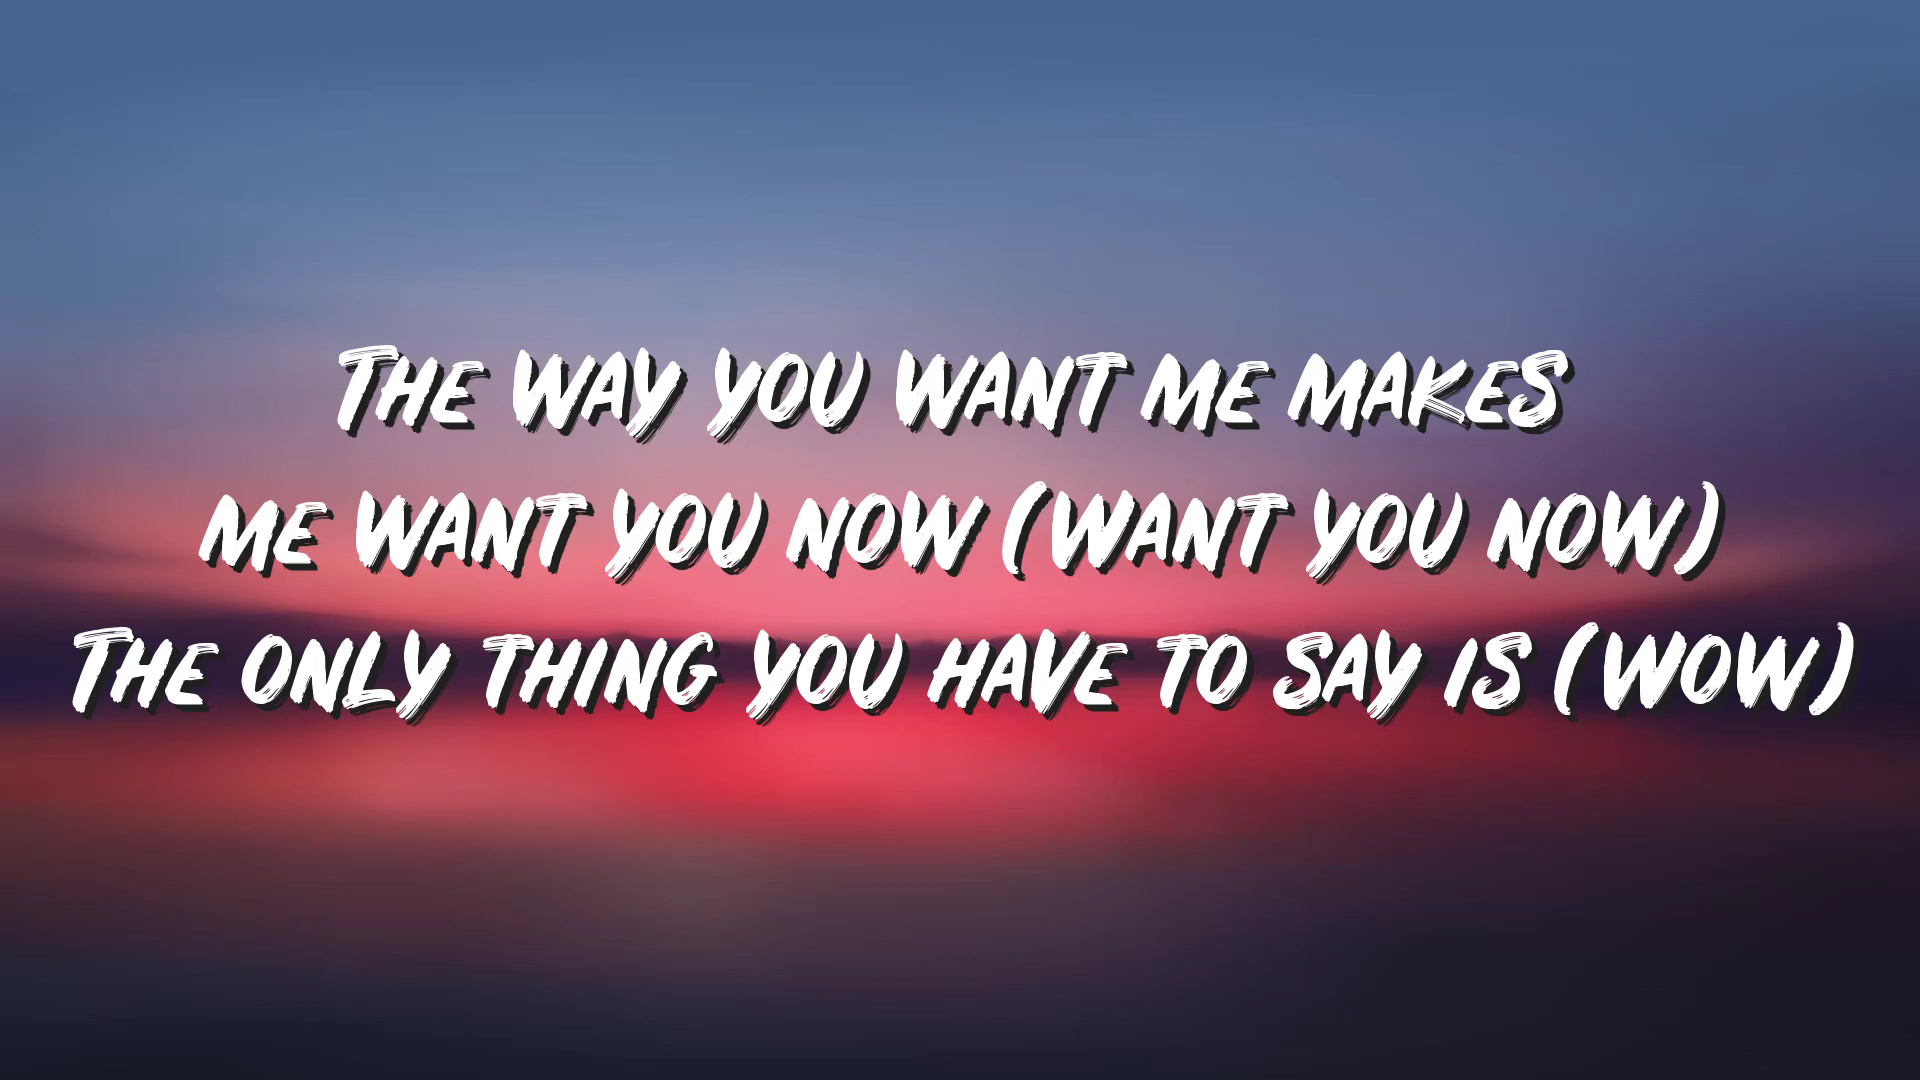 The way you want me makes
me want you now (want you now)
The only thing you have to say is (wow)